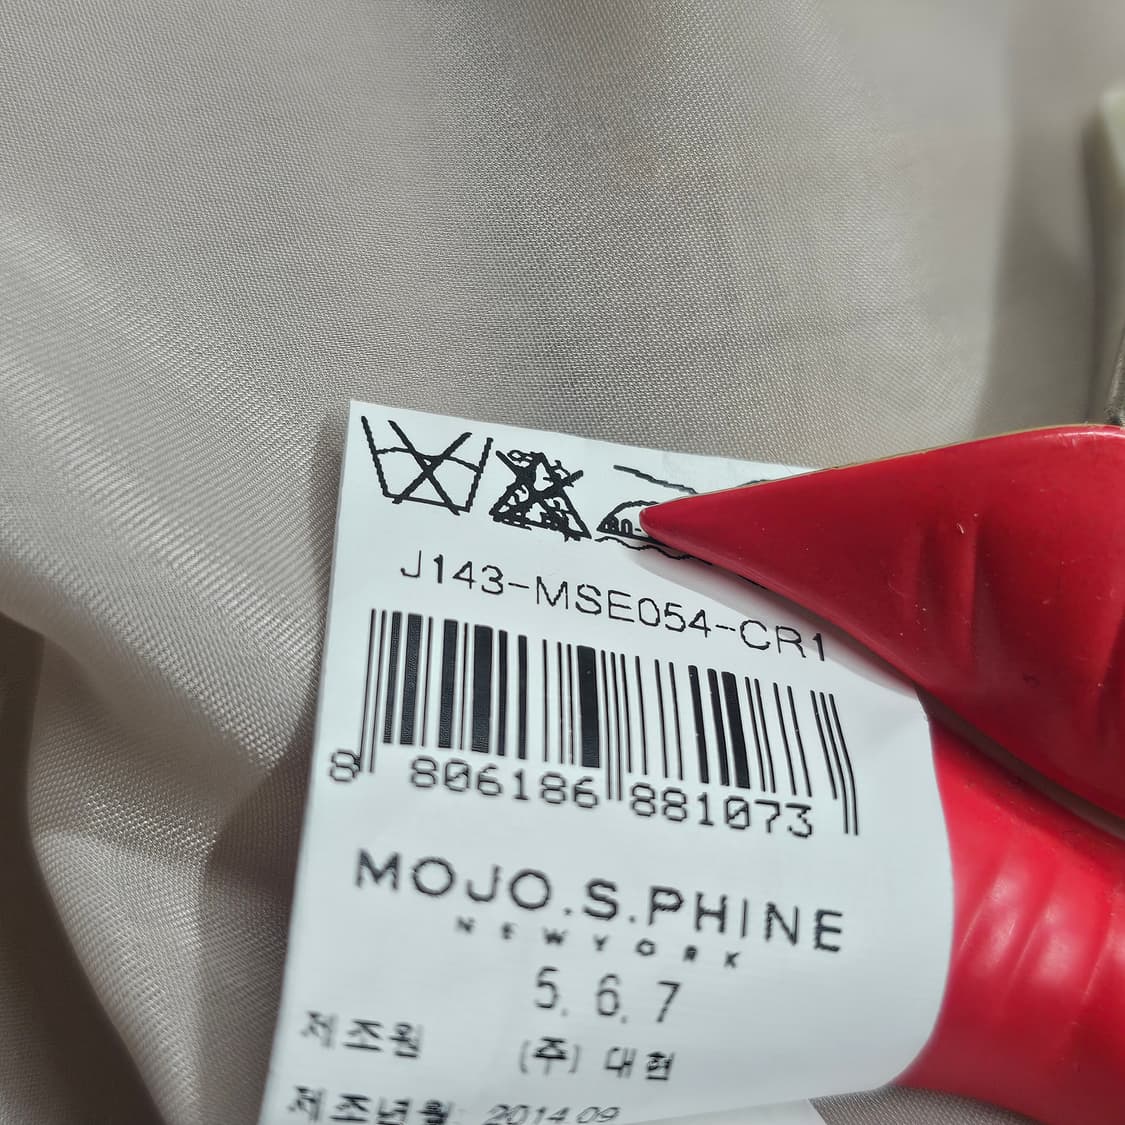 J143-MSE054-CR1
8 806186 881073
MOJO.S.PHINE
NEWYORK
5. 6. 7
제조원 (주) 대현
제조년월: 2014.09